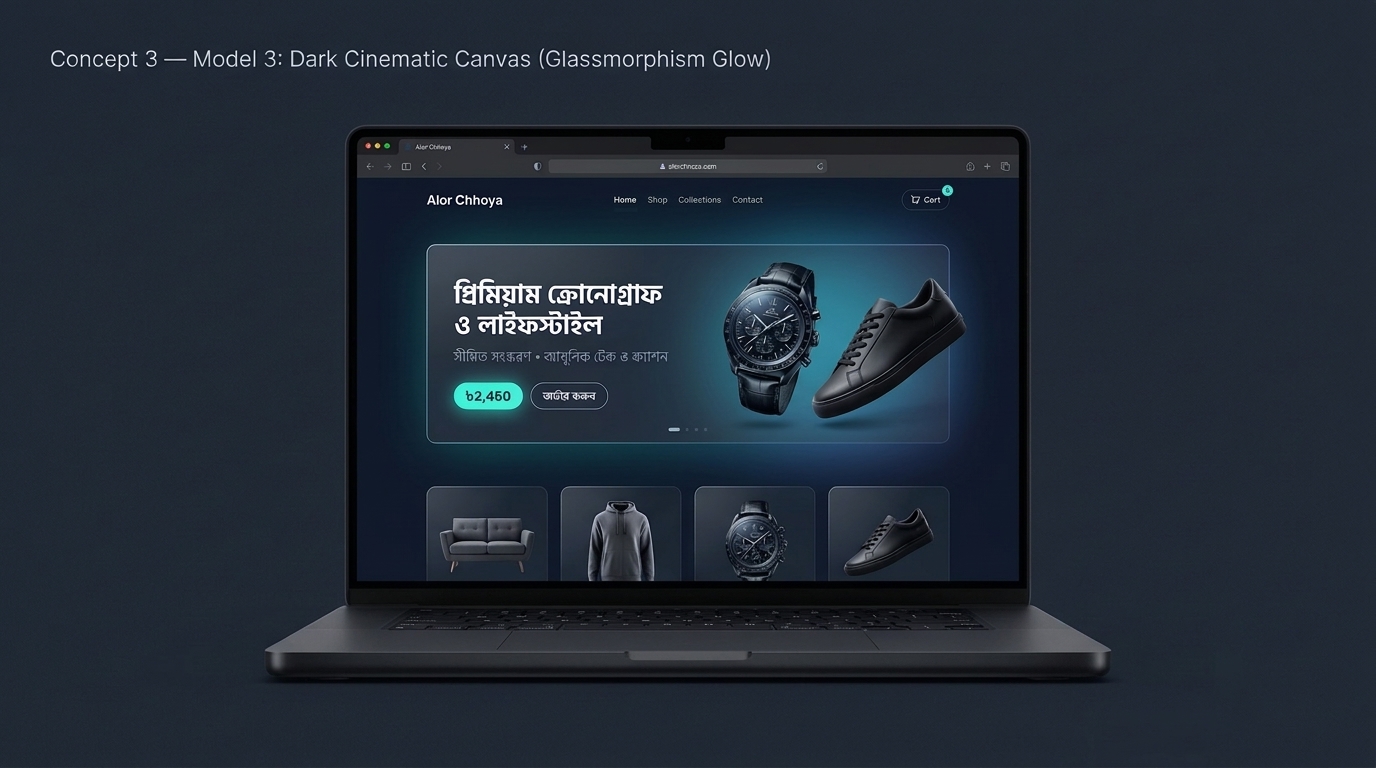 Concept 3 — Model 3: Dark Cinematic Canvas (Glassmorphism Glow)
Alor Chhoya
Alor Chhoya
Home Shop Collections Contact
Cart
প্রিমিয়াম ক্রোনোগ্রাফ
ও লাইফস্টাইল
সীমিত • টেক ও
৳2,450